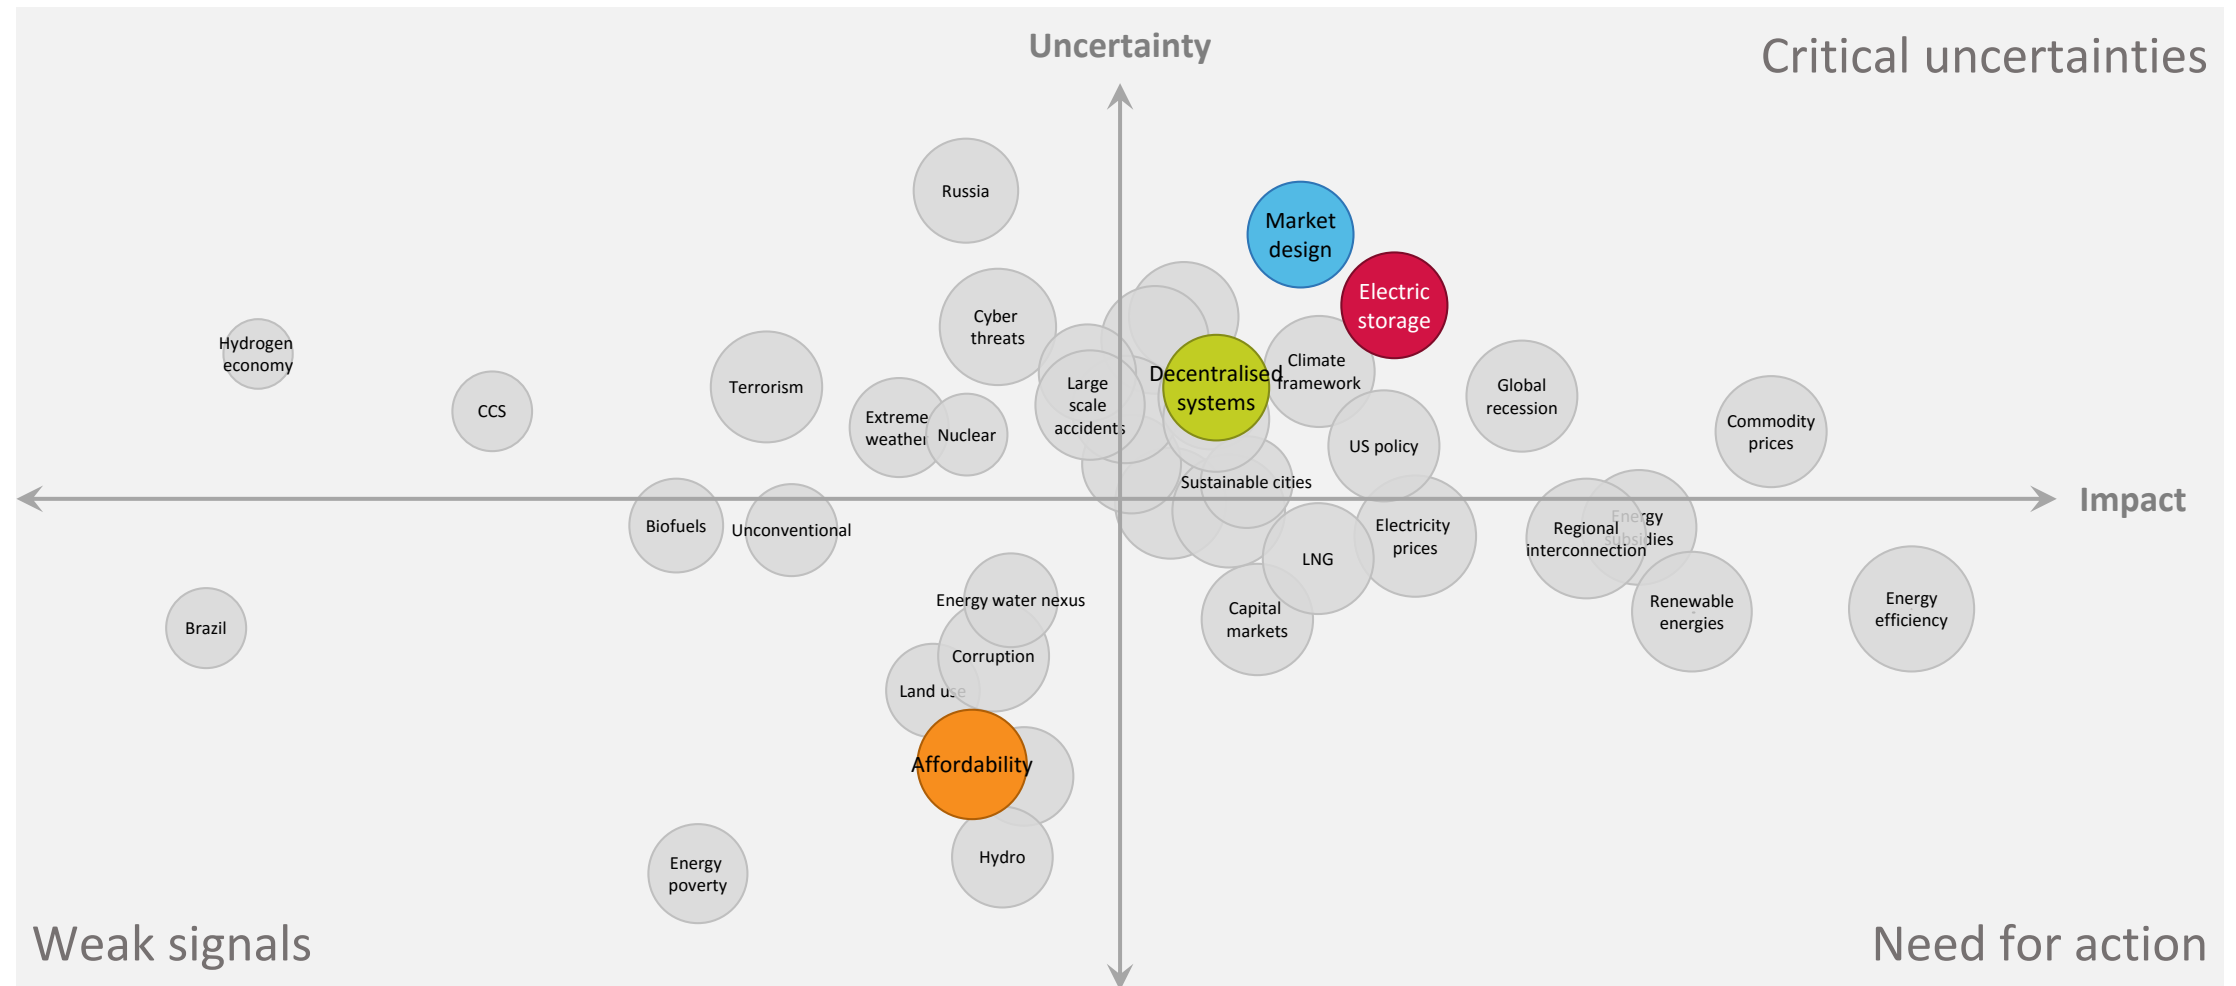 Uncertainty
Critical uncertainties
Russia
Market
design
Electric
storage
Cyber
threats
Hydrogen
economy
Terrorism
CCS
Extreme
weather
Nuclear
Large
scale
accidents
Decentralised
systems
Climate
framework
Global
recession
Commodity
prices
US policy
Sustainable cities
Impact
Biofuels
Unconventional
Electricity
prices
Regional
interconnection
Energy
subsidies
LNG
Energy water nexus
Capital
markets
Renewable
energies
Energy
efficiency
Brazil
Corruption
Land use
Affordability
Hydro
Energy
poverty
Weak signals
Need for action